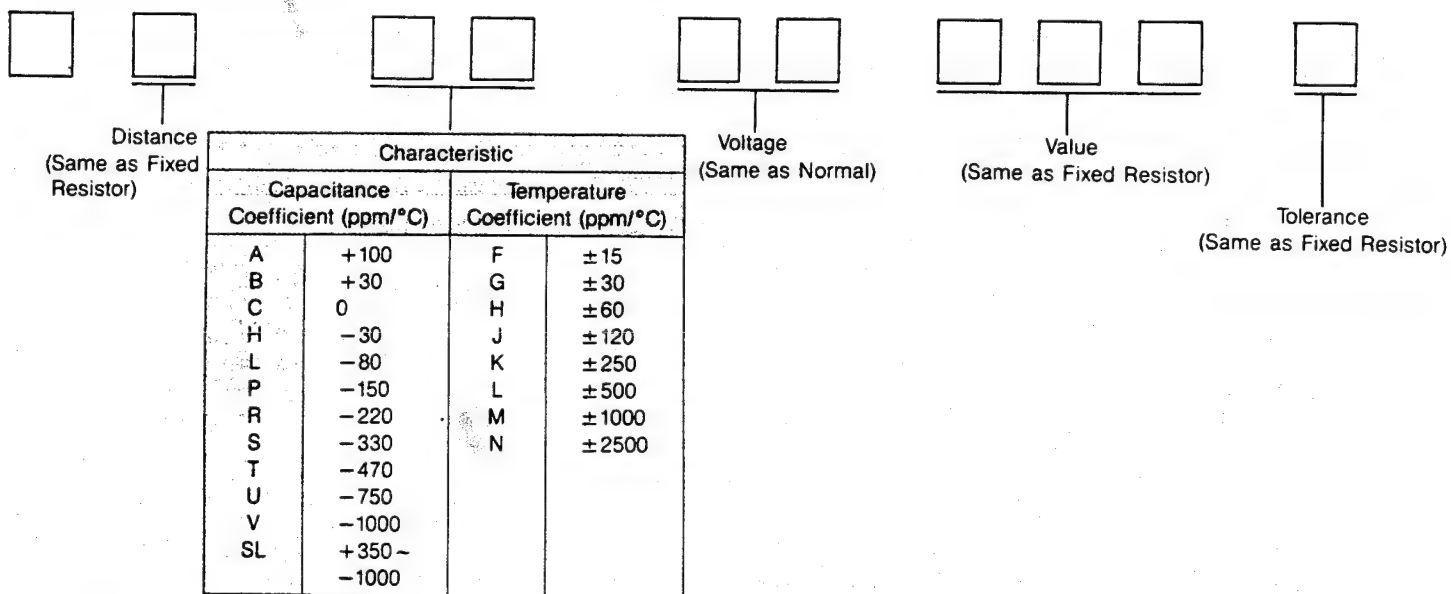 Distance
(Same as Fixed
Resistor)
Characteristic
Capacitance
Coefficient (ppm/°C)
Temperature
Coefficient (ppm/°C)
A +100 F ±15
B +30 G ±30
C 0 H ±60
H −30 J ±120
L −80 K ±250
P −150 L ±500
R −220 M ±1000
S −330 N ±2500
T −470
U −750
V −1000
SL +350~
−1000
Voltage
(Same as Normal)
Value
(Same as Fixed Resistor)
Tolerance
(Same as Fixed Resistor)